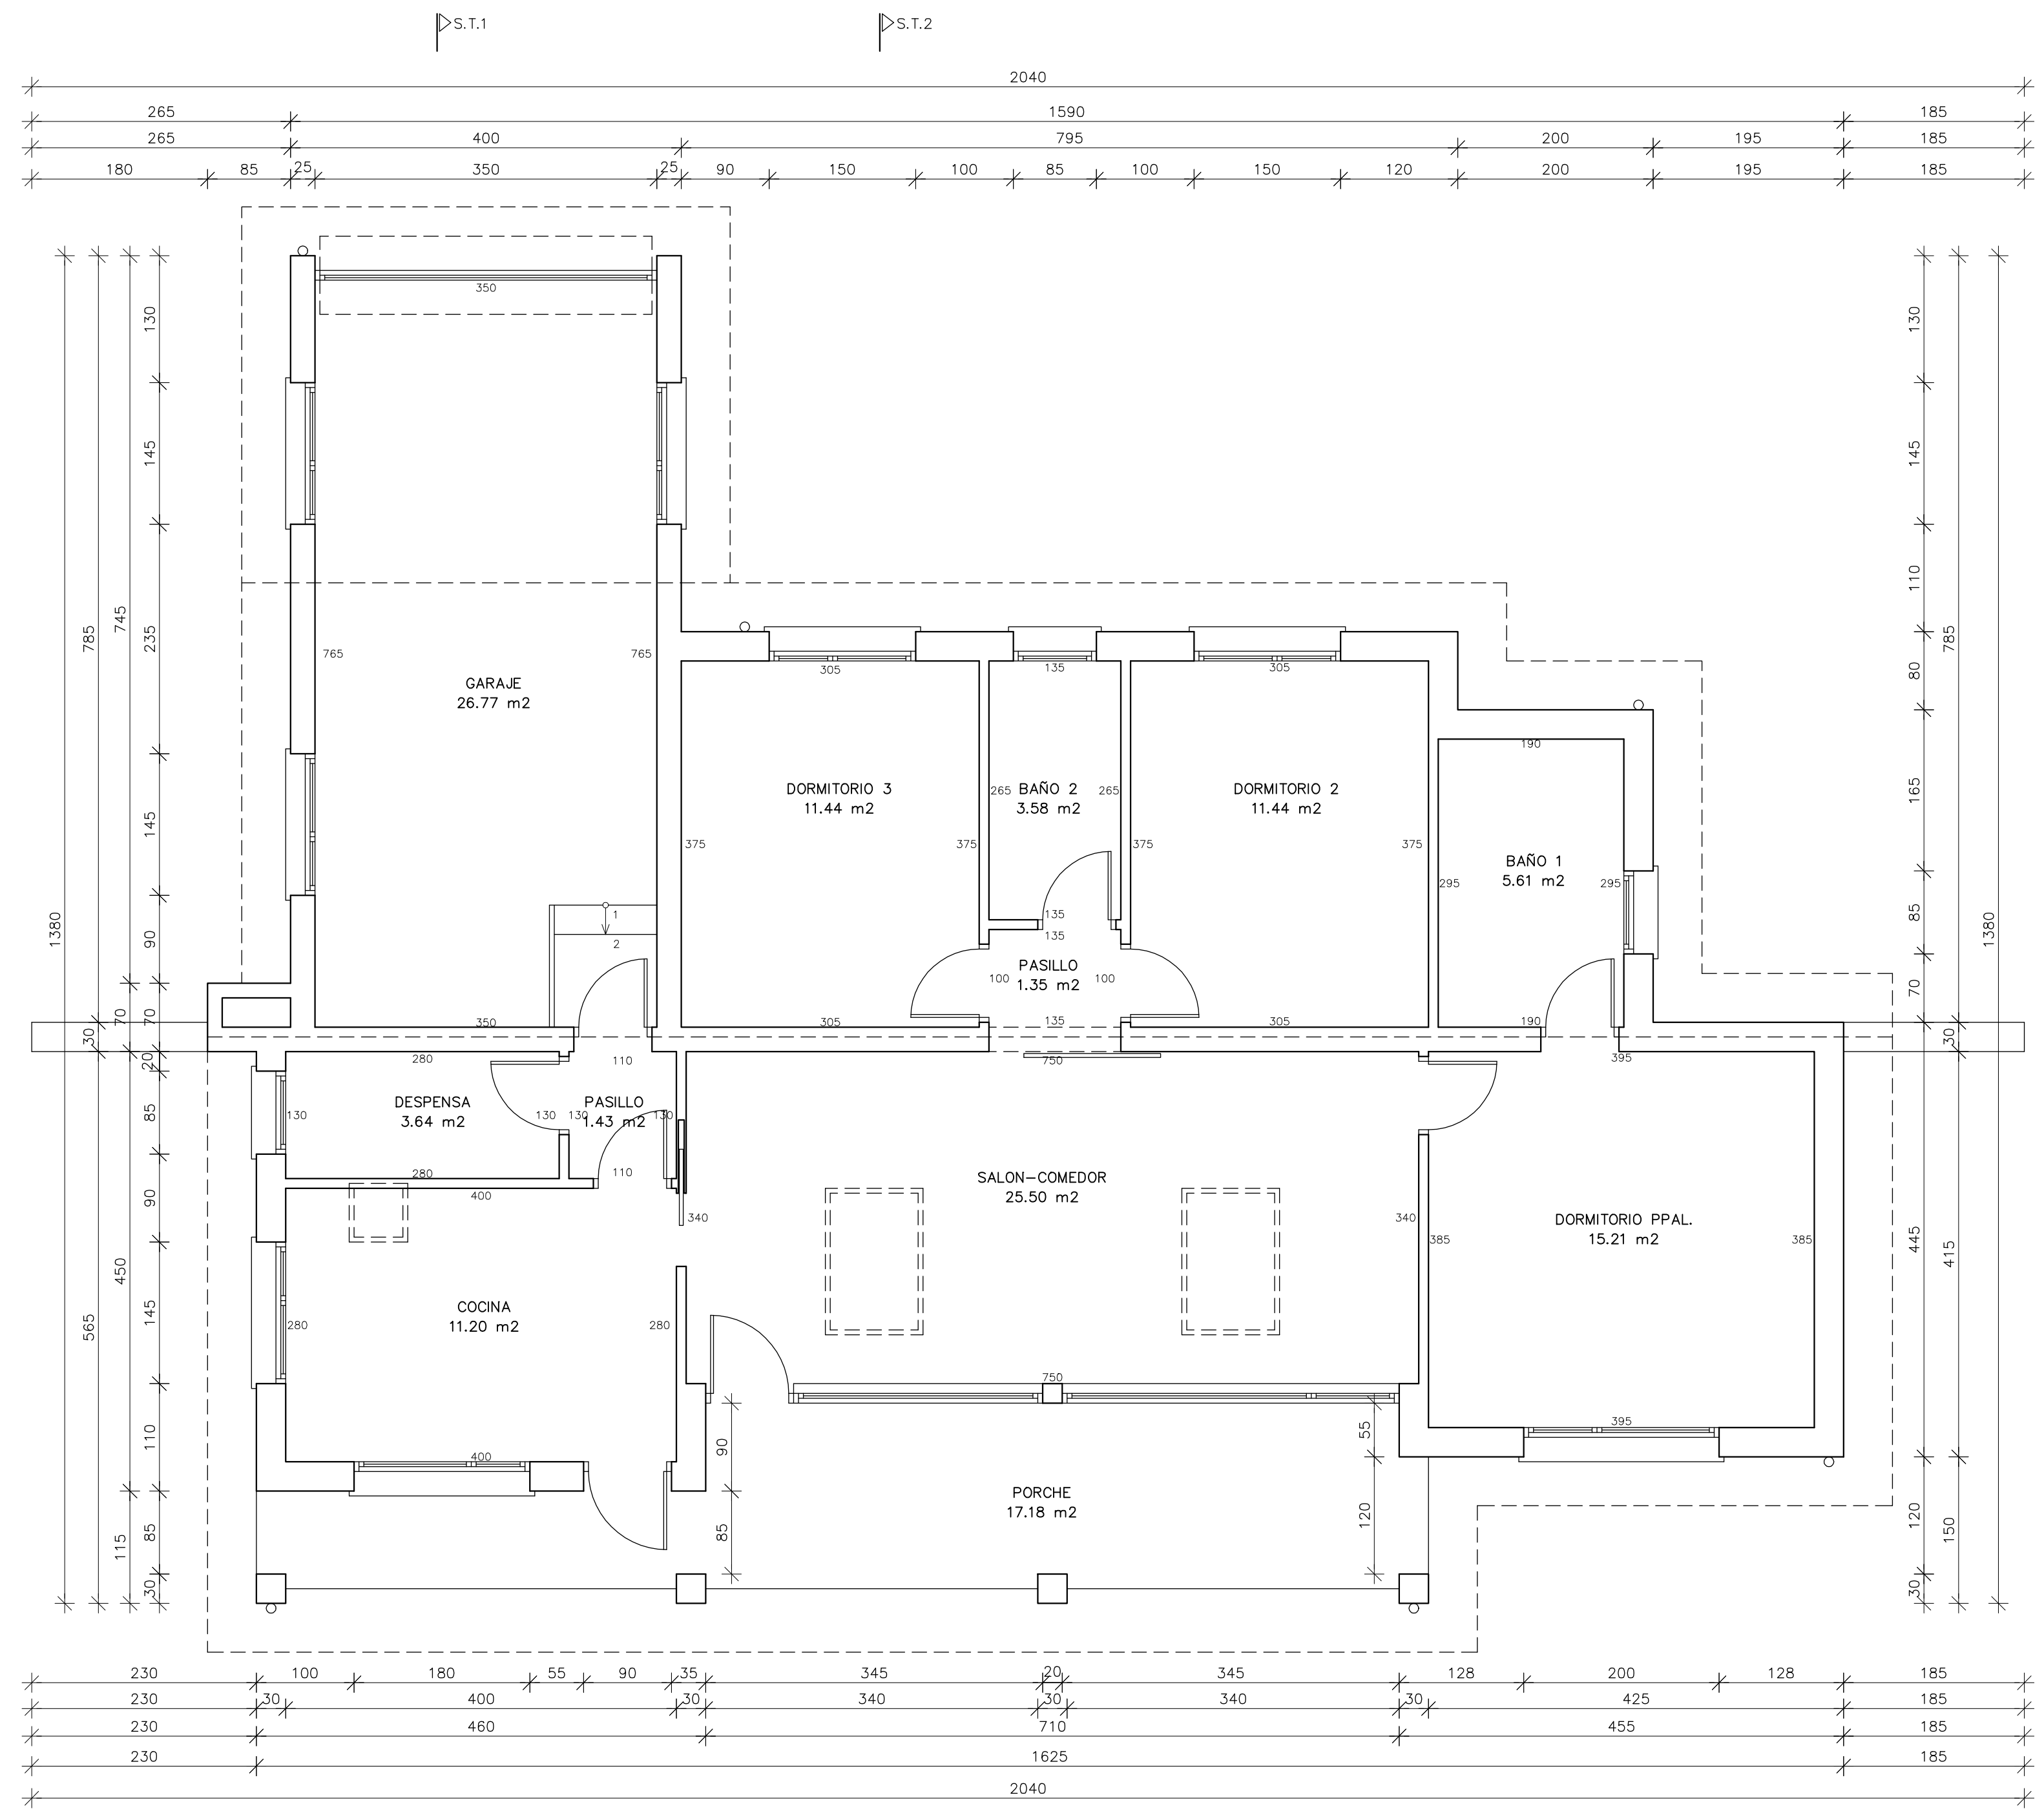 S.T.1 S.T.2
2040
265 1590 185
265 400 795 200 195 185
180 85 25 350 25 90 150 100 85 100 150 120 200 195 185
350
130 130
145 145
745
785
235
110
785
80
765 765
305 135 305
GARAJE
26.77 m2
190
DORMITORIO 3
11.44 m2
BAÑO 2
3.58 m2
DORMITORIO 2
11.44 m2
265 265
165
145
375 375 375 375
BAÑO 1
5.61 m2
295 295
1
2
135
135
90
85
1380 1380
PASILLO
1.35 m2
100 100
70 70
70
350 305 135 305 190
30 30
20
280 110 750 395
DESPENSA
3.64 m2
PASILLO
1.43 m2
130 130 130 130
85
280 110
400
SALON-COMEDOR
25.50 m2
90
340 340
DORMITORIO PPAL.
15.21 m2
385 385
445
415
450
COCINA
11.20 m2
280 280
145
565
750
395
110
400
90
55
PORCHE
17.18 m2
85
115
85
120
120
150
30 30
230 100 180 55 90 35 345 20 345 128 200 128 185
230 30 400 30 340 30 340 30 425 185
230 460 710 455 185
230 1625 185
2040